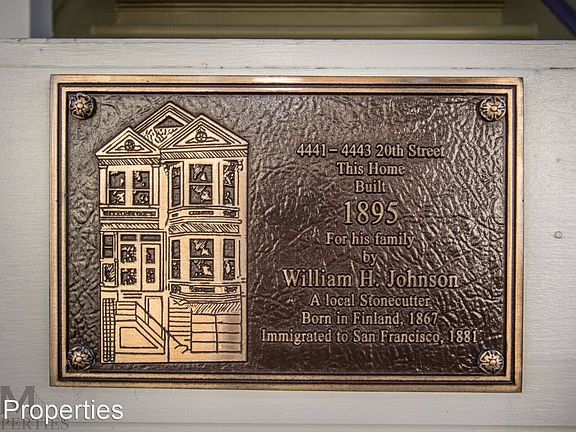 4441 – 4443 20th Street
This Home
Built
1895
For his family
by
William H. Johnson
A local Stonecutter
Born in Finland, 1867
Immigrated to San Francisco, 1881
Properties
PERTIES